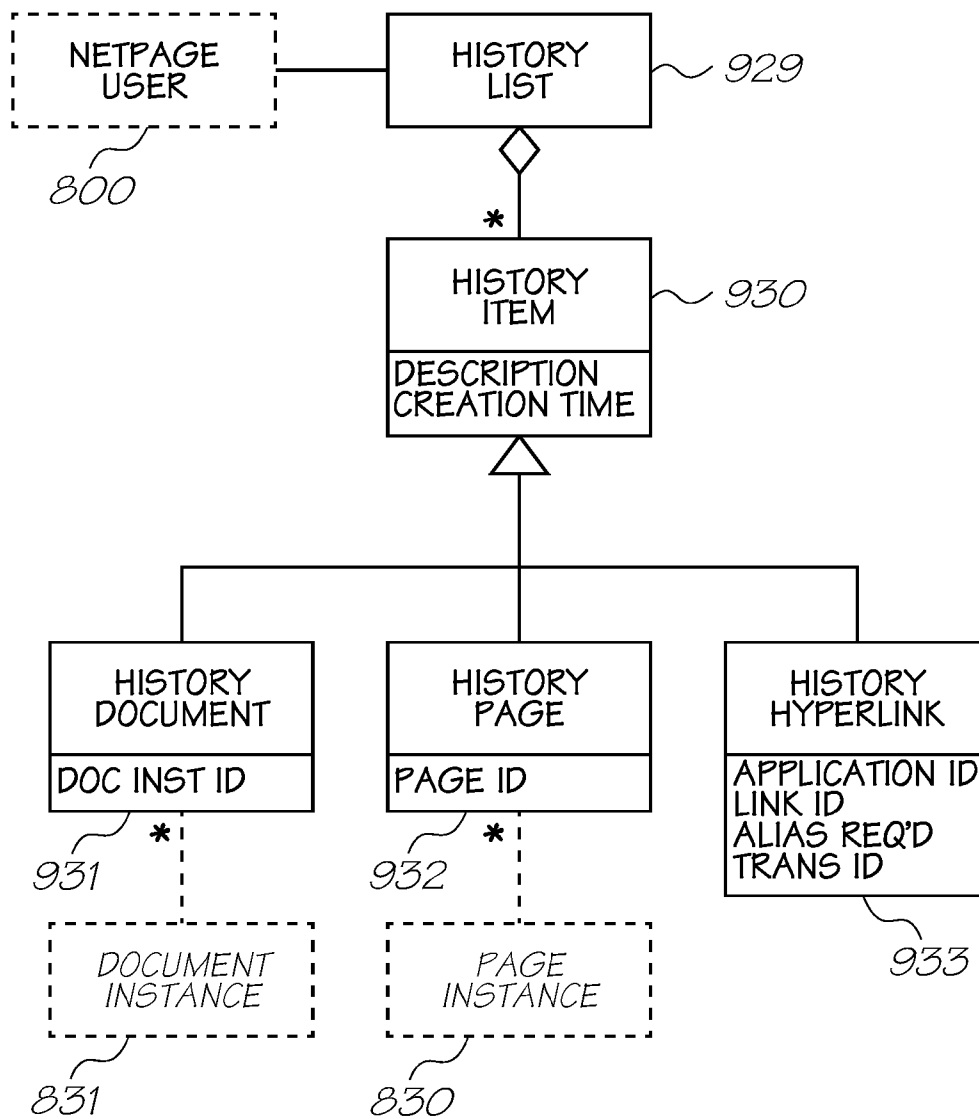 NETPAGE
USER
HISTORY
LIST
929
800
*
HISTORY
ITEM
930
DESCRIPTION
CREATION TIME
HISTORY
DOCUMENT
DOC INST ID
HISTORY
PAGE
PAGE ID
HISTORY
HYPERLINK
APPLICATION ID
LINK ID
ALIAS REQ'D
TRANS ID
931
*
932
*
933
DOCUMENT
INSTANCE
PAGE
INSTANCE
831
830